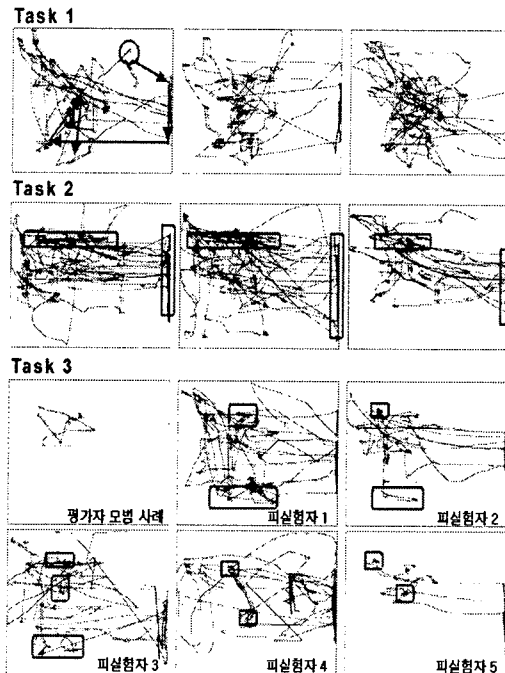 Task 1
Task 2
Task 3
평가자 모범 사례
피실험자 1
피실험자 2
피실험자 3
피실험자 4
피실험자 5